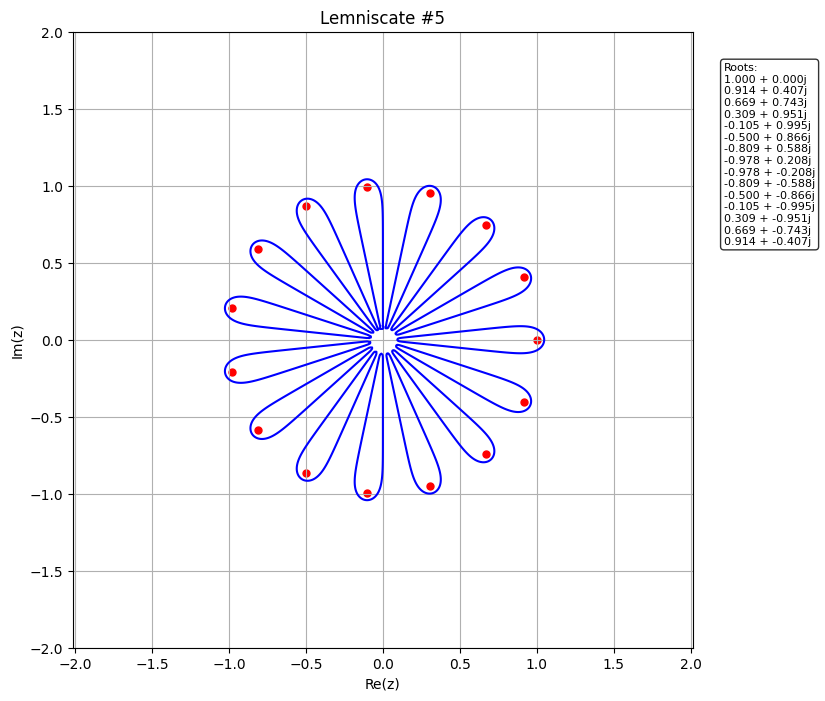 Lemniscate #5
2.0
1.5
1.0
0.5
0.0
−0.5
−1.0
−1.5
−2.0
Im(z)
−2.0 −1.5 −1.0 −0.5 0.0 0.5 1.0 1.5 2.0
Re(z)
Roots:
1.000 + 0.000j
0.914 + 0.407j
0.669 + 0.743j
0.309 + 0.951j
-0.105 + 0.995j
-0.500 + 0.866j
-0.809 + 0.588j
-0.978 + 0.208j
-0.978 + -0.208j
-0.809 + -0.588j
-0.500 + -0.866j
-0.105 + -0.995j
0.309 + -0.951j
0.669 + -0.743j
0.914 + -0.407j